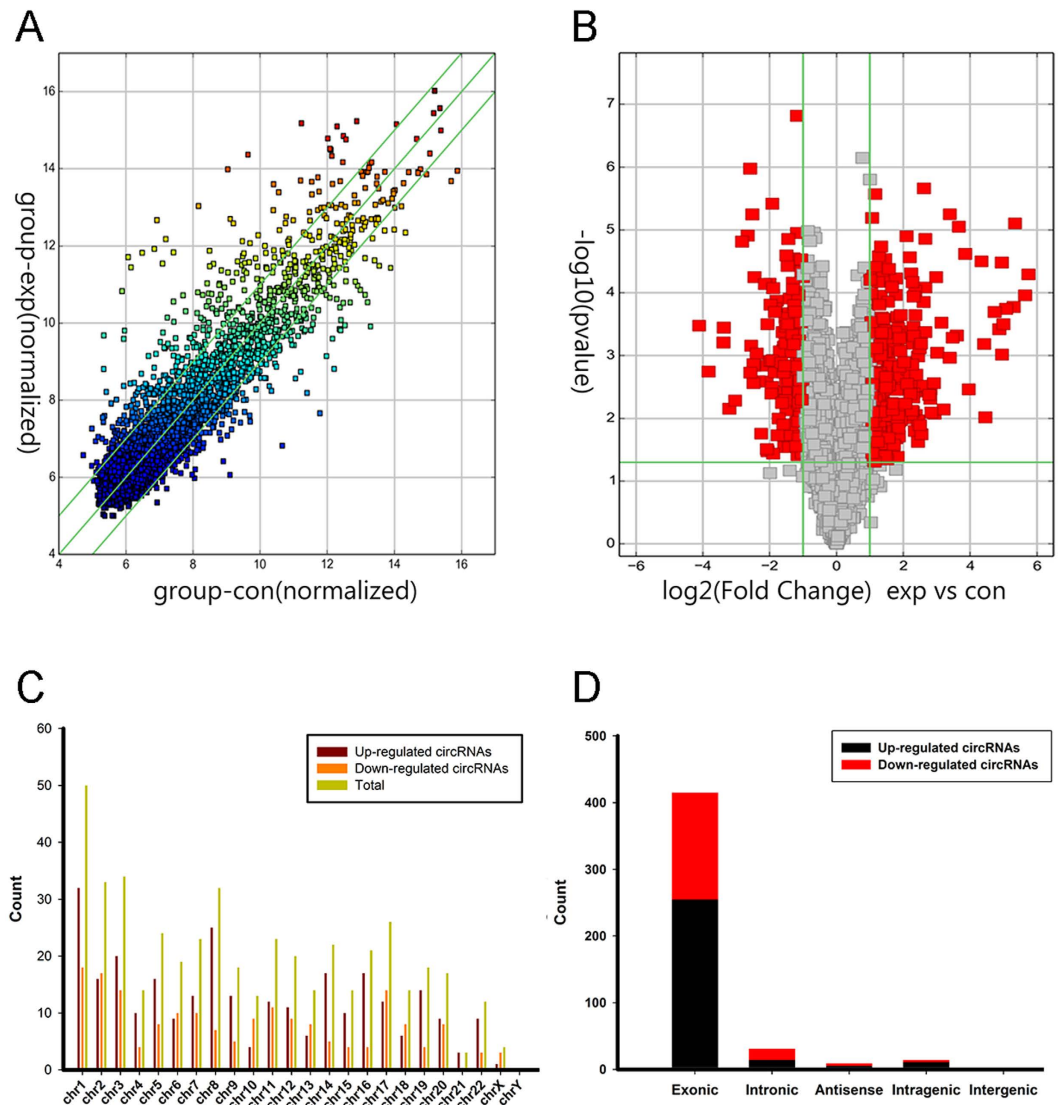 A
16
14
12
10
8
6
4
4
6
8
10
12
14
16
group-exp(normalized)
group-con(normalized)
B
7
6
5
4
3
2
1
0
−6
−4
−2
0
2
4
6
-log10(pvalue)
log2(Fold Change) exp vs con
C
60
50
40
30
20
10
0
Count
Up-regulated circRNAs
Down-regulated circRNAs
Total
chr1
chr2
chr3
chr4
chr5
chr6
chr7
chr8
chr9
chr10
chr11
chr12
chr13
chr14
chr15
chr16
chr17
chr18
chr19
chr20
chr21
chr22
chrX
chrY
D
500
400
300
200
100
0
Count
Up-regulated circRNAs
Down-regulated circRNAs
Exonic
Intronic
Antisense
Intragenic
Intergenic